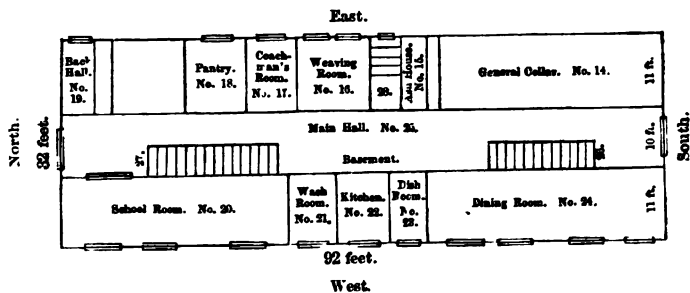 East.
Back
Hall.
No.
19.
Pantry.
No. 18.
Coach-
man's
Room.
No. 17.
Weaving
Room.
No. 16.
28.
Ash House.
No. 15.
General Cellar. No. 14.
11 ft.
North.
32 feet.
Main Hall. No. 25.
Basement.
27.
10 ft.
South.
School Room. No. 20.
Wash
Room.
No. 21.
Kitchen.
No. 22.
Dish
Room.
No.
23.
Dining Room. No. 24.
11 ft.
92 feet.
West.